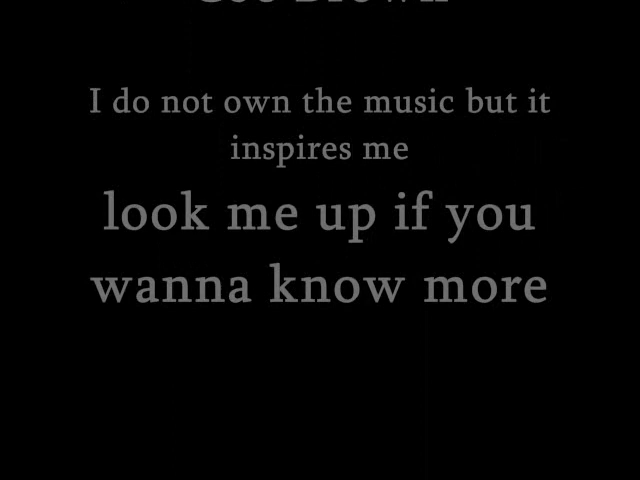 I do not own the music but it
inspires me
look me up if you
wanna know more